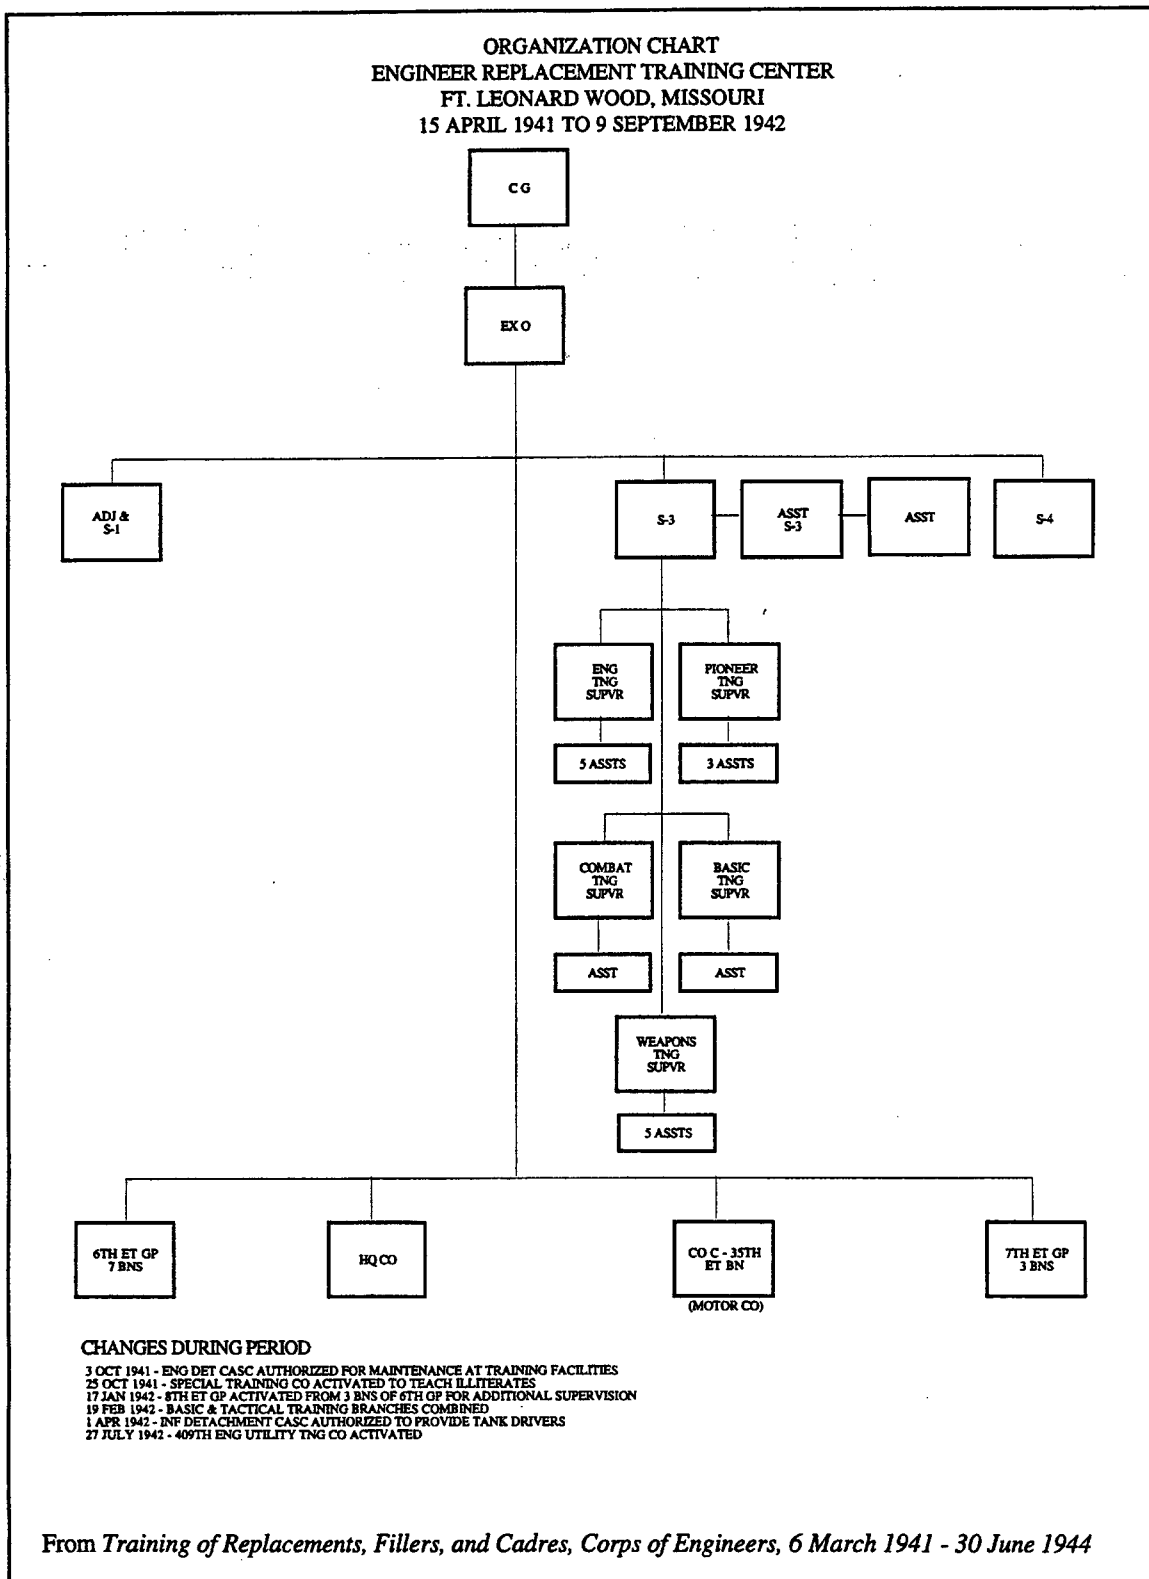 ORGANIZATION CHART
ENGINEER REPLACEMENT TRAINING CENTER
FT. LEONARD WOOD, MISSOURI
15 APRIL 1941 TO 9 SEPTEMBER 1942
C G
EX O
ADJ &
S-1
S-3
ASST
S-3
ASST
S-4
ENG
TNG
SUPVR
PIONEER
TNG
SUPVR
5 ASSTS
3 ASSTS
COMBAT
TNG
SUPVR
BASIC
TNG
SUPVR
ASST
ASST
WEAPONS
TNG
SUPVR
5 ASSTS
6TH ET GP
7 BNS
HQ CO
CO C - 35TH
ET BN
(MOTOR CO)
7TH ET GP
3 BNS
CHANGES DURING PERIOD
3 OCT 1941 - ENG DET CASC AUTHORIZED FOR MAINTENANCE AT TRAINING FACILITIES
25 OCT 1941 - SPECIAL TRAINING CO ACTIVATED TO TEACH ILLITERATES
17 JAN 1942 - 8TH ET GP ACTIVATED FROM 3 BNS OF 6TH GP FOR ADDITIONAL SUPERVISION
19 FEB 1942 - BASIC & TACTICAL TRAINING BRANCHES COMBINED
1 APR 1942 - INF DETACHMENT CASC AUTHORIZED TO PROVIDE TANK DRIVERS
27 JULY 1942 - 409TH ENG UTILITY TNG CO ACTIVATED
From Training of Replacements, Fillers, and Cadres, Corps of Engineers, 6 March 1941 - 30 June 1944